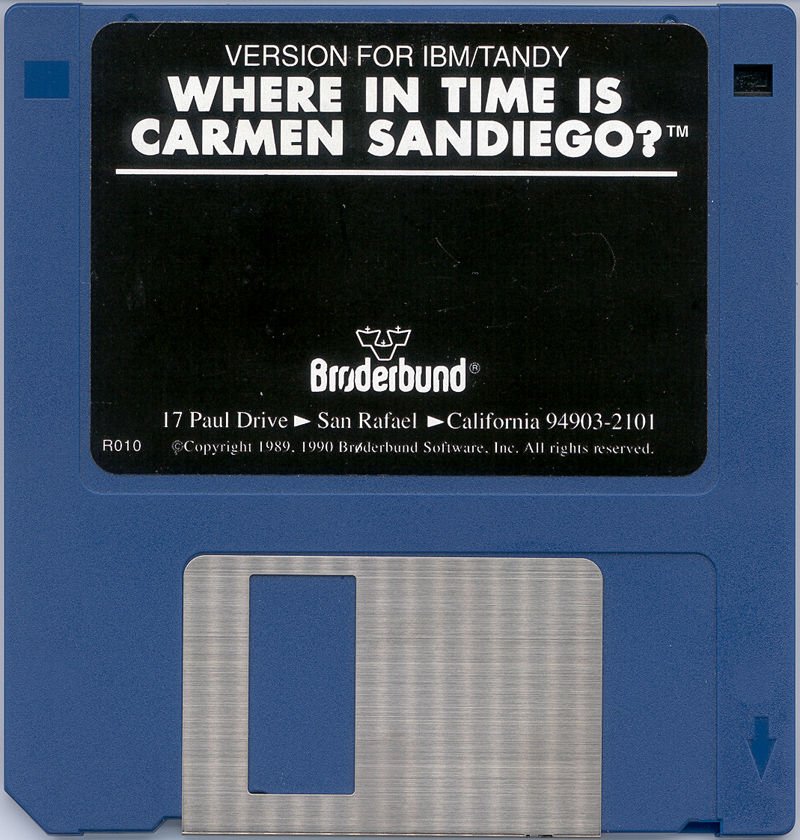 VERSION FOR IBM/TANDY
WHERE IN TIME IS
CARMEN SANDIEGO?™
Brøderbund®
17 Paul Drive ► San Rafael ► California 94903-2101
R010 ©Copyright 1989, 1990 Brøderbund Software, Inc. All rights reserved.